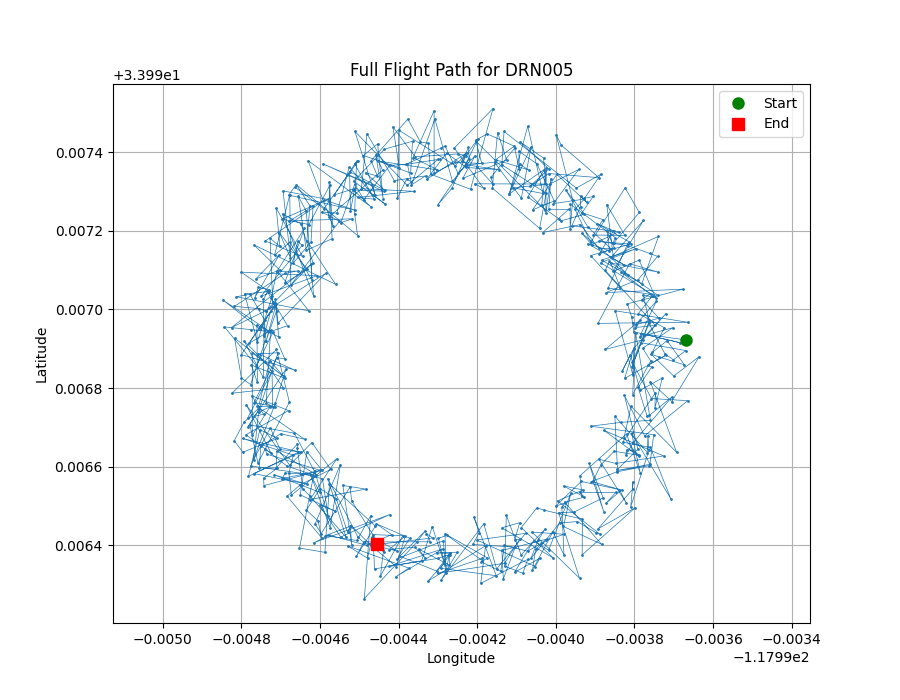 Full Flight Path for DRN005
+3.399e1
Start
End
0.0074
0.0072
0.0070
0.0068
0.0066
0.0064
Latitude
−0.0050 −0.0048 −0.0046 −0.0044 −0.0042 −0.0040 −0.0038 −0.0036 −0.0034
Longitude
−1.1799e2